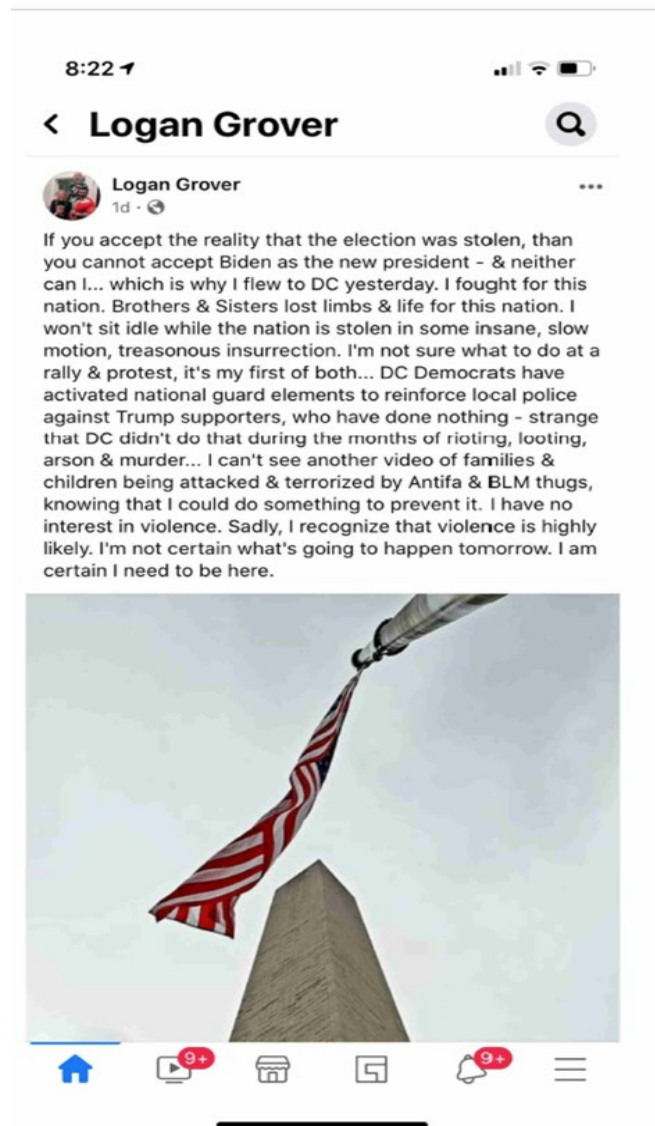 8:22
Logan Grover
Logan Grover
1d ·
If you accept the reality that the election was stolen, than
you cannot accept Biden as the new president - & neither
can I... which is why I flew to DC yesterday. I fought for this
nation. Brothers & Sisters lost limbs & life for this nation. I
won't sit idle while the nation is stolen in some insane, slow
motion, treasonous insurrection. I'm not sure what to do at a
rally & protest, it's my first of both... DC Democrats have
activated national guard elements to reinforce local police
against Trump supporters, who have done nothing - strange
that DC didn't do that during the months of rioting, looting,
arson & murder... I can't see another video of families &
children being attacked & terrorized by Antifa & BLM thugs,
knowing that I could do something to prevent it. I have no
interest in violence. Sadly, I recognize that violence is highly
likely. I'm not certain what's going to happen tomorrow. I am
certain I need to be here.
9+ 9+